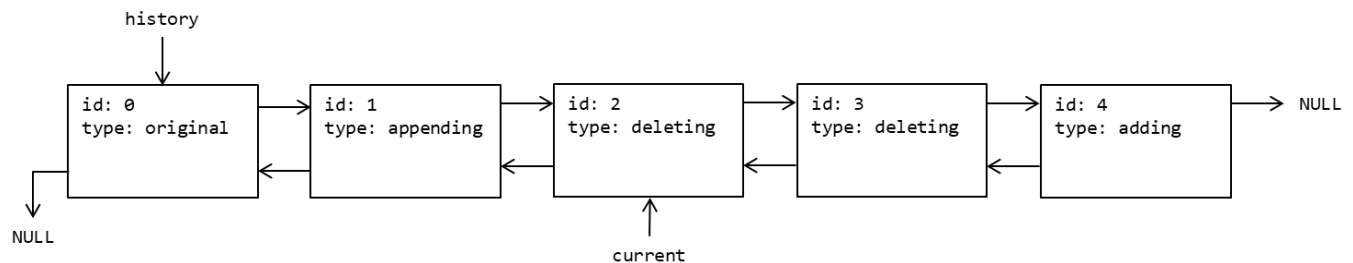 history
id: 0
type: original
id: 1
type: appending
id: 2
type: deleting
id: 3
type: deleting
id: 4
type: adding
NULL
NULL
current